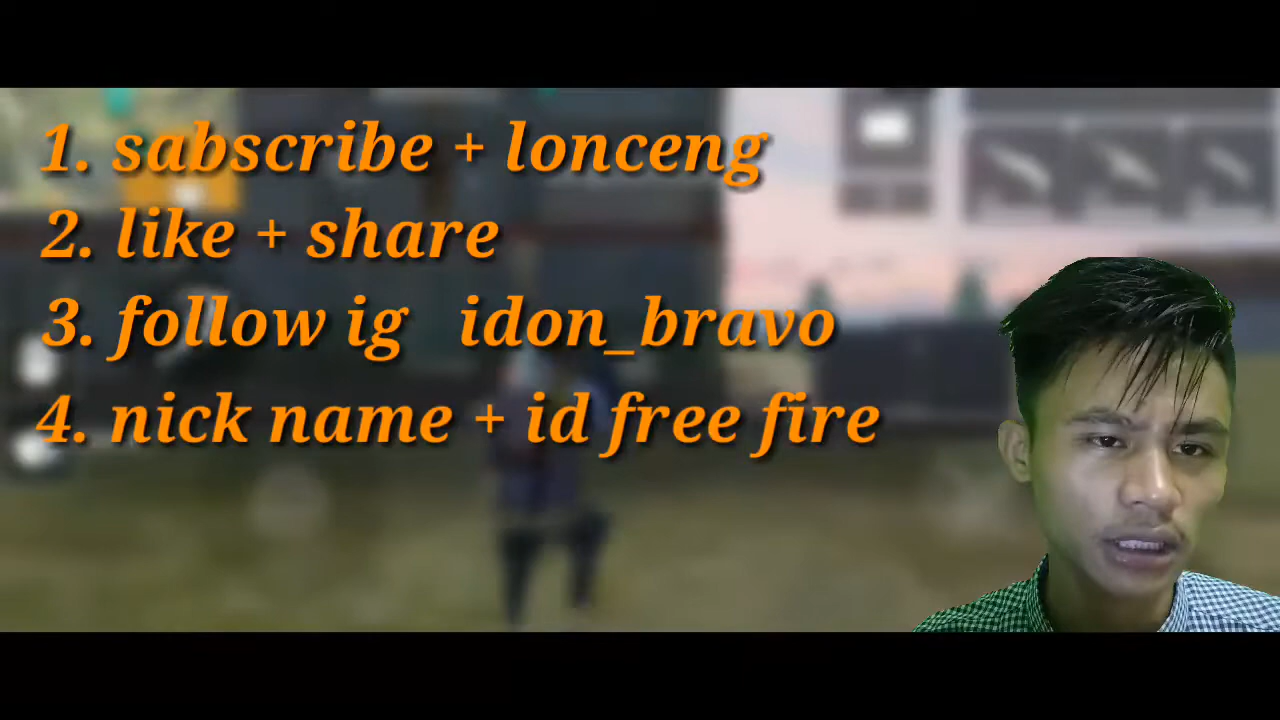 1. sabscribe + lonceng
2. like + share
3. follow ig idon_bravo
4. nick name + id free fire